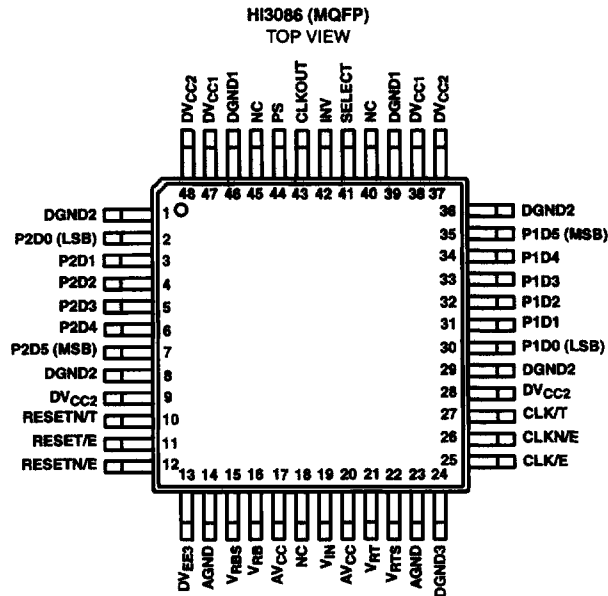 HI3086 (MQFP)
TOP VIEW
DVCC2
DVCC1
DGND1
NC
PS
CLKOUT
INV
SELECT
NC
DGND1
DVCC1
DVCC2
48 47 46 45 44 43 42 41 40 39 38 37
DGND2 1
P2D0 (LSB) 2
P2D1 3
P2D2 4
P2D3 5
P2D4 6
P2D5 (MSB) 7
DGND2 8
DVCC2 9
RESETN/T 10
RESET/E 11
RESETN/E 12
36 DGND2
35 P1D5 (MSB)
34 P1D4
33 P1D3
32 P1D2
31 P1D1
30 P1D0 (LSB)
29 DGND2
28 DVCC2
27 CLK/T
26 CLKN/E
25 CLK/E
13 14 15 16 17 18 19 20 21 22 23 24
DVEE3
AGND
VRBS
VRB
AVCC
NC
VIN
AVCC
VRT
VRTS
AGND
DGND3